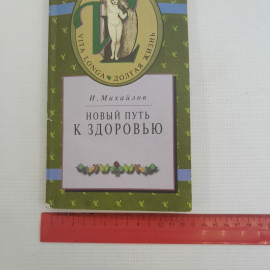 VITA LONGA • ДОЛГАЯ ЖИЗНЬ
И. Михайлов
НОВЫЙ ПУТЬ
К ЗДОРОВЬЮ